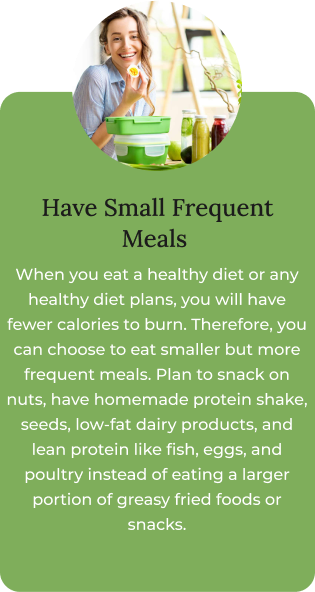 Have Small Frequent
Meals
When you eat a healthy diet or any
healthy diet plans, you will have
fewer calories to burn. Therefore, you
can choose to eat smaller but more
frequent meals. Plan to snack on
nuts, have homemade protein shake,
seeds, low-fat dairy products, and
lean protein like fish, eggs, and
poultry instead of eating a larger
portion of greasy fried foods or
snacks.